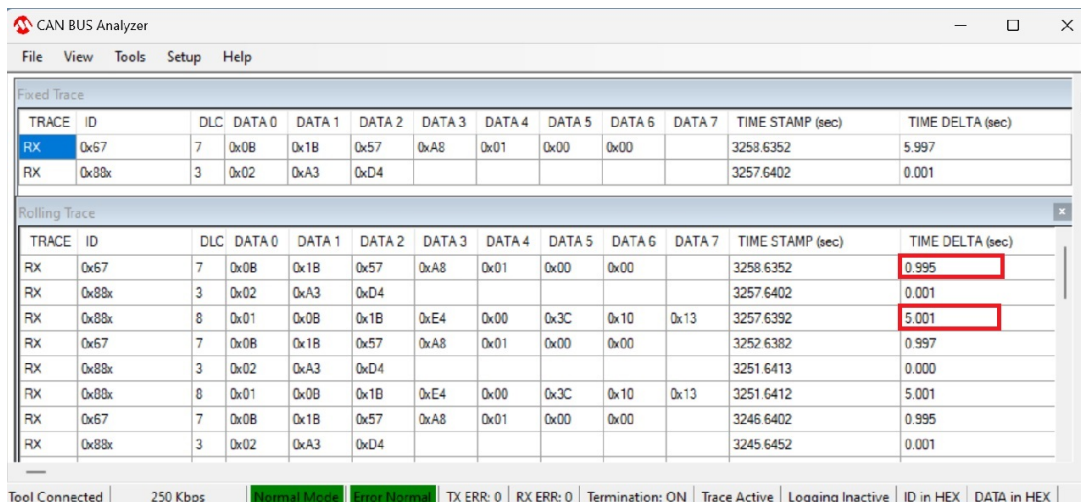 CAN BUS Analyzer
File View Tools Setup Help
Fixed Trace
TRACE ID DLC DATA 0 DATA 1 DATA 2 DATA 3 DATA 4 DATA 5 DATA 6 DATA 7 TIME STAMP (sec) TIME DELTA (sec)
RX 0x67 7 0x0B 0x1B 0x57 0xA8 0x01 0x00 0x00 3258.6352 5.997
RX 0x88x 3 0x02 0xA3 0xD4 3257.6402 0.001
Rolling Trace
TRACE ID DLC DATA 0 DATA 1 DATA 2 DATA 3 DATA 4 DATA 5 DATA 6 DATA 7 TIME STAMP (sec) TIME DELTA (sec)
RX 0x67 7 0x0B 0x1B 0x57 0xA8 0x01 0x00 0x00 3258.6352 0.995
RX 0x88x 3 0x02 0xA3 0xD4 3257.6402 0.001
RX 0x88x 8 0x01 0x0B 0x1B 0xE4 0x00 0x3C 0x10 0x13 3257.6392 5.001
RX 0x67 7 0x0B 0x1B 0x57 0xA8 0x01 0x00 0x00 3252.6382 0.997
RX 0x88x 3 0x02 0xA3 0xD4 3251.6413 0.000
RX 0x88x 8 0x01 0x0B 0x1B 0xE4 0x00 0x3C 0x10 0x13 3251.6412 5.001
RX 0x67 7 0x0B 0x1B 0x57 0xA8 0x01 0x00 0x00 3246.6402 0.995
RX 0x88x 3 0x02 0xA3 0xD4 3245.6452 0.001
Tool Connected 250 Kbps Normal Mode Error Normal TX ERR: 0 RX ERR: 0 Termination: ON Trace Active Logging Inactive ID in HEX DATA in HEX